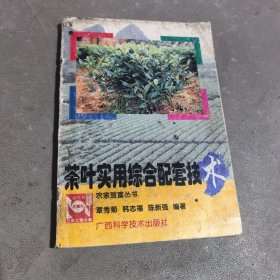 茶叶实用综合配套技术
农家致富丛书
覃秀菊 韩志福 陈新强 编著
广西科学技术出版社